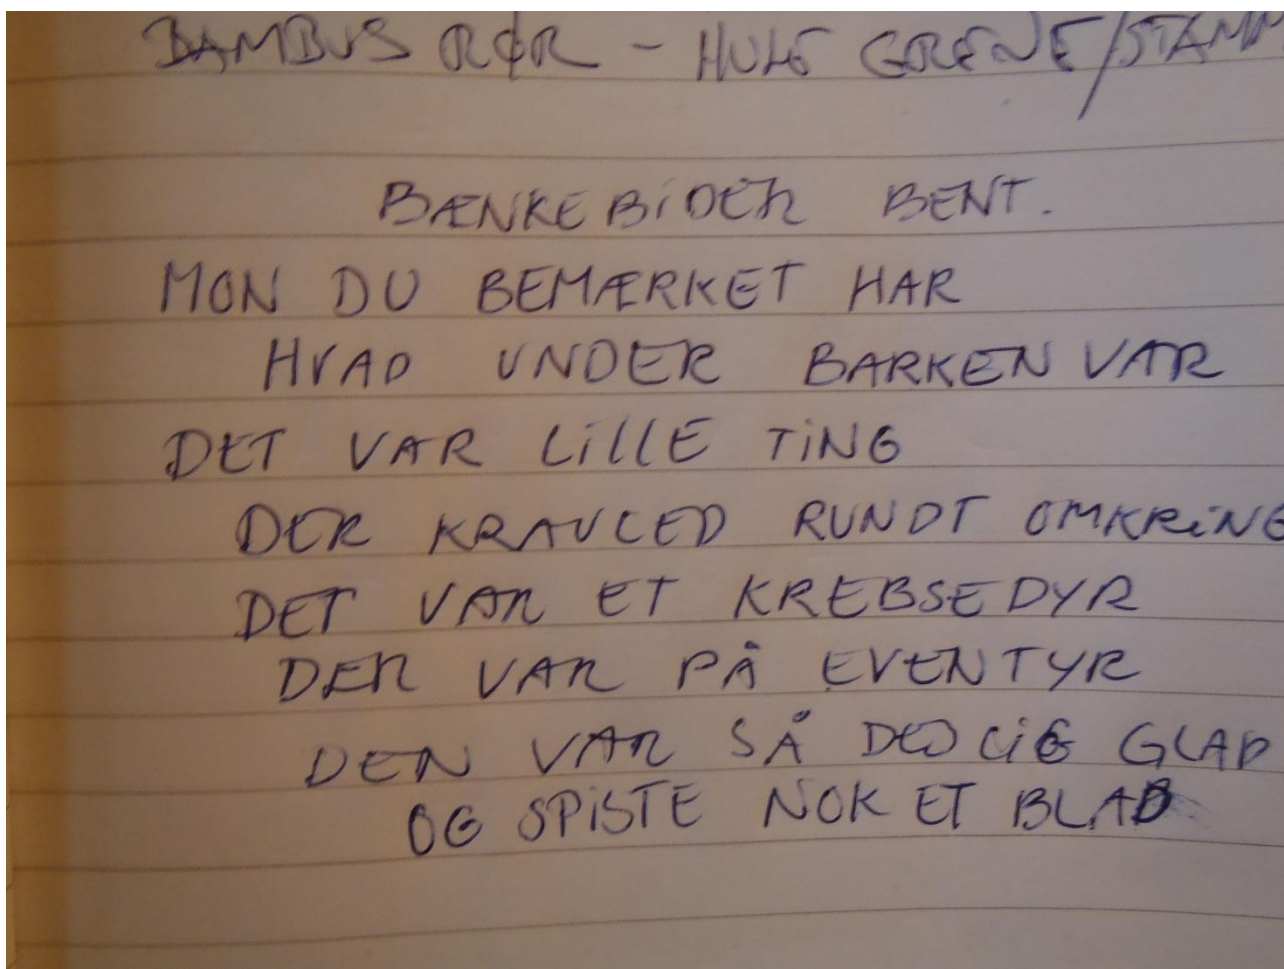 BAMBUS RØR - HULE GRENE/STAMM
BÆNKEBIDER BENT.
MON DU BEMÆRKET HAR
HVAD UNDER BARKEN VAR
DET VAR LILLE TING
DER KRAVLED RUNDT OMKRING
DET VAR ET KREBSEDYR
DER VAR PÅ EVENTYR
DEN VAR SÅ DEJLIG GLAD
OG SPISTE NOK ET BLAD